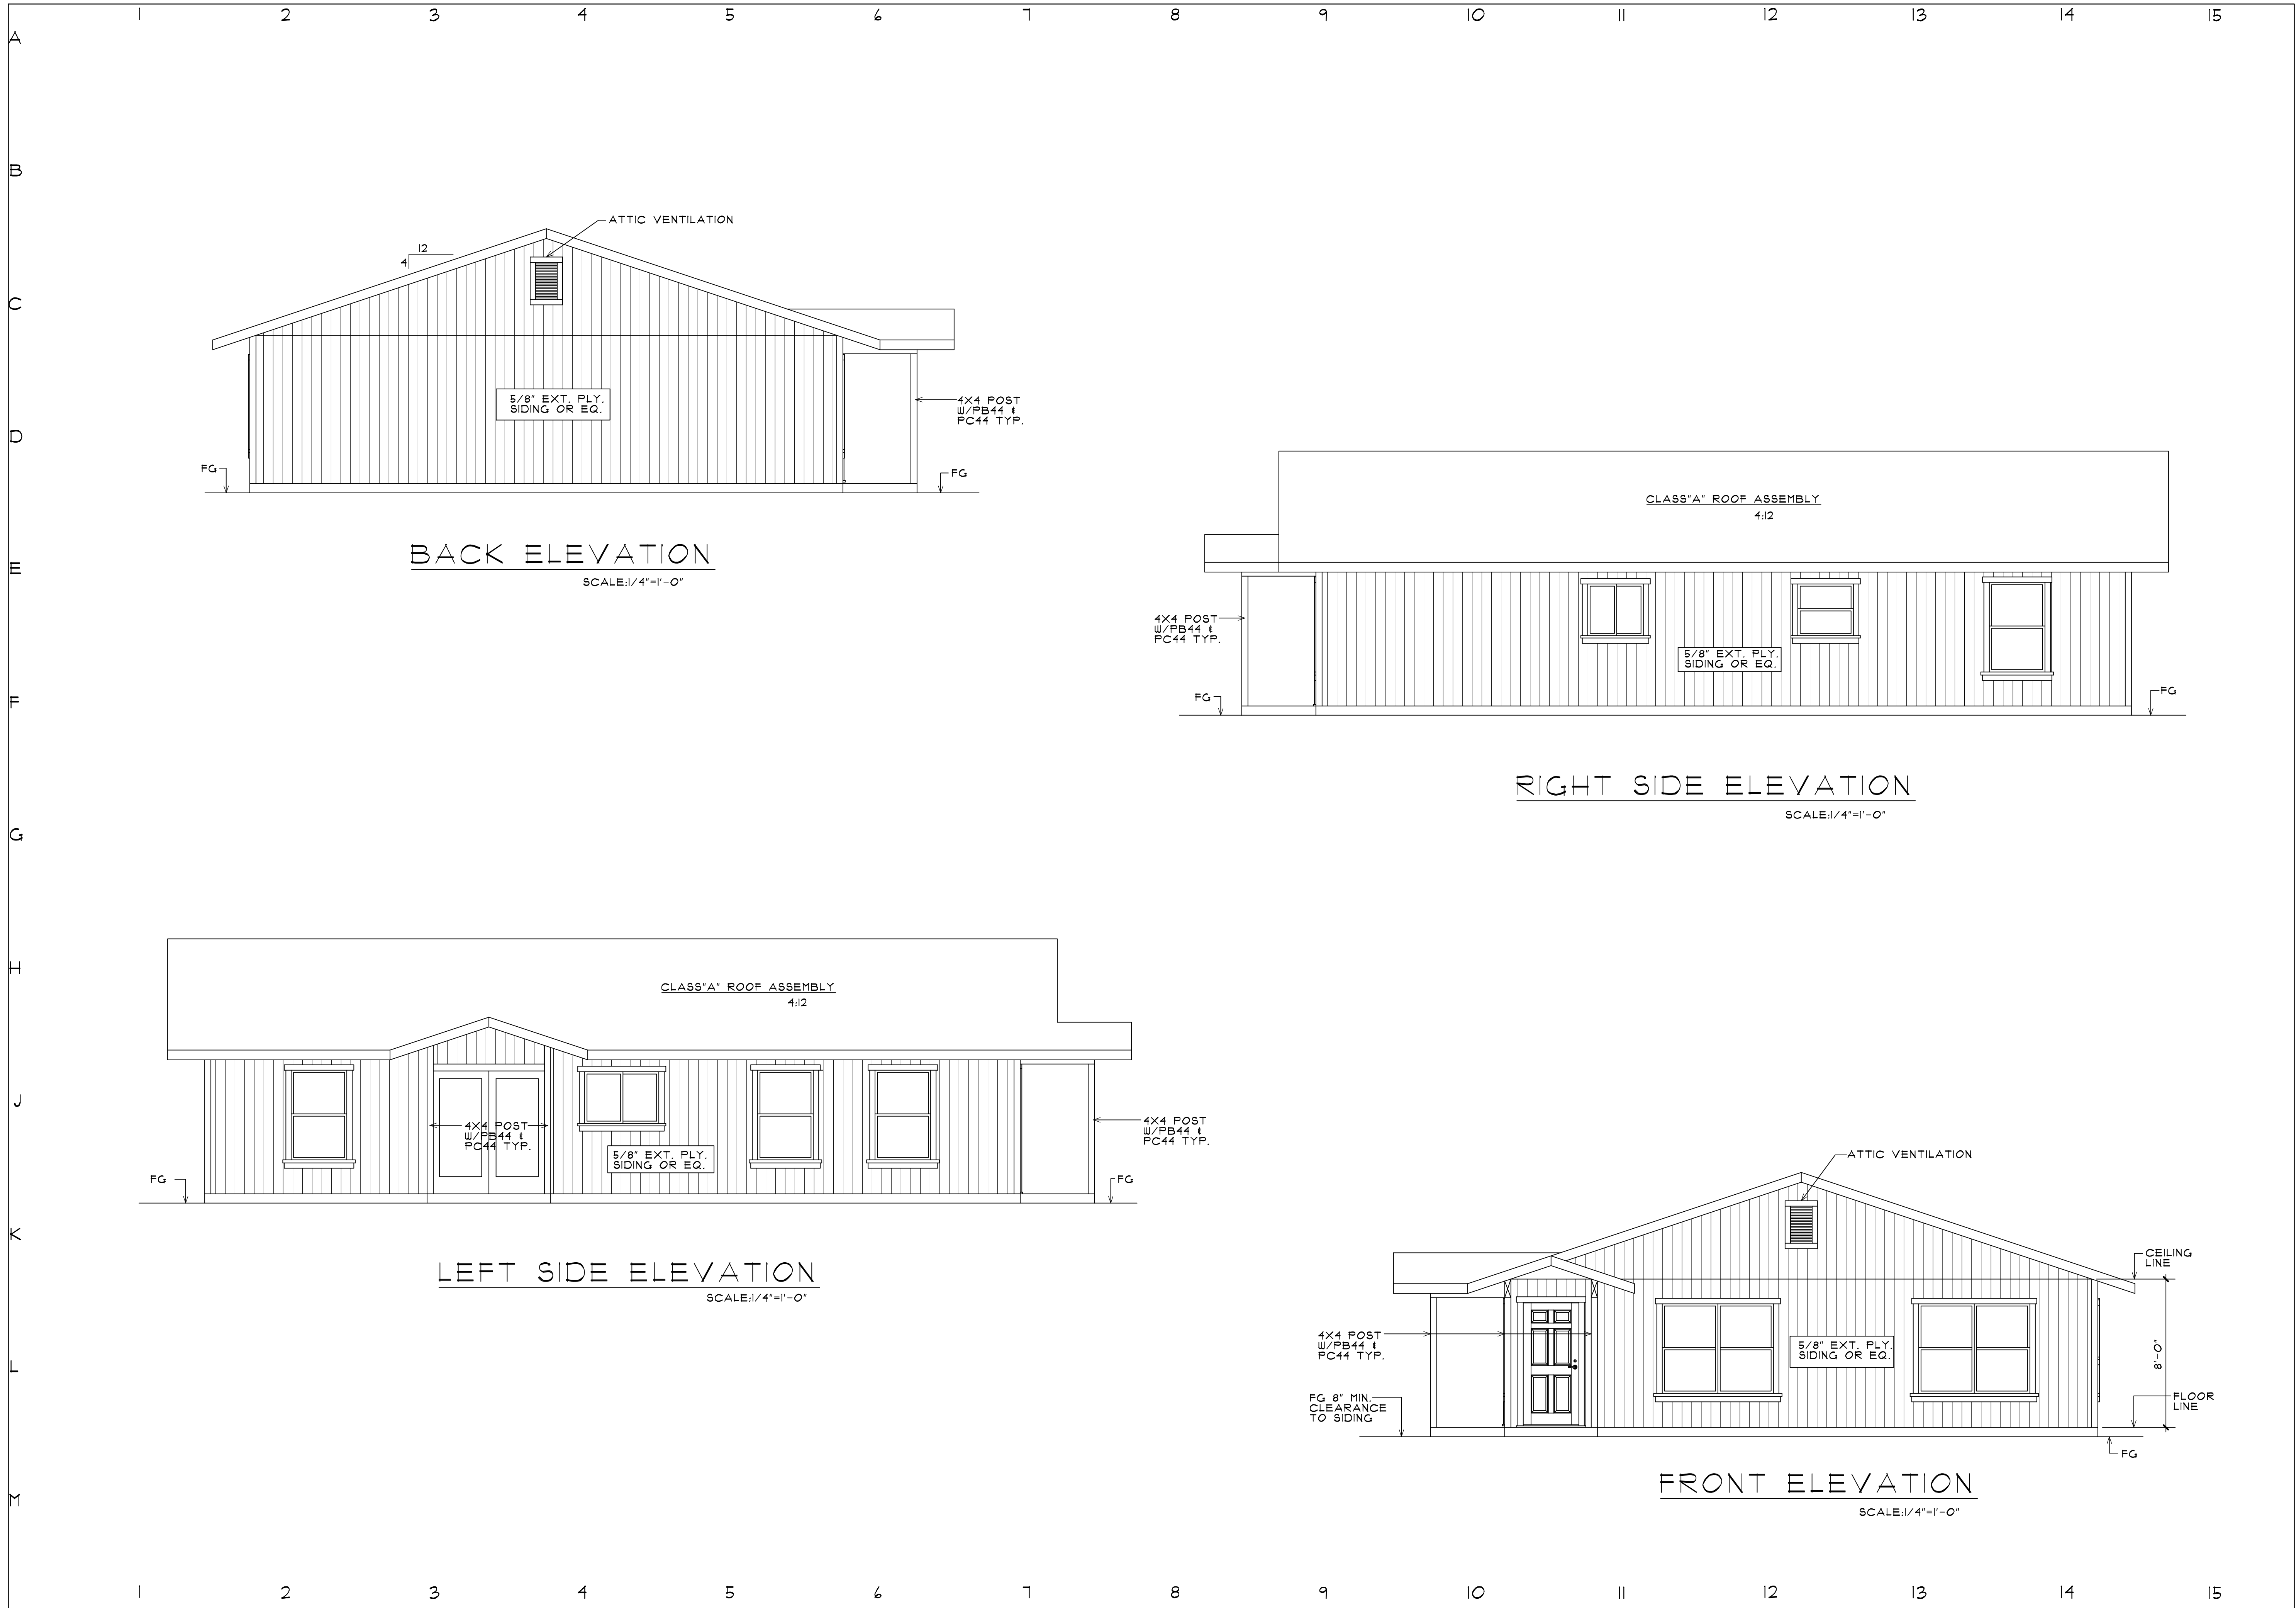 1 2 3 4 5 6 7 8 9 10 11 12 13 14 15
A
B
C
D
E
F
G
H
J
K
L
M
ATTIC VENTILATION
12
4
5/8" EXT. PLY.
SIDING OR EQ.
4X4 POST
W/PB44 &
PC44 TYP.
FG
FG
BACK ELEVATION
SCALE:1/4"=1'-0"
CLASS"A" ROOF ASSEMBLY
4:12
4X4 POST
W/PB44 &
PC44 TYP.
5/8" EXT. PLY.
SIDING OR EQ.
FG
FG
RIGHT SIDE ELEVATION
SCALE:1/4"=1'-0"
CLASS"A" ROOF ASSEMBLY
4:12
4X4 POST
W/PB44 &
PC44 TYP.
5/8" EXT. PLY.
SIDING OR EQ.
4X4 POST
W/PB44 &
PC44 TYP.
FG
FG
LEFT SIDE ELEVATION
SCALE:1/4"=1'-0"
ATTIC VENTILATION
CEILING
LINE
4X4 POST
W/PB44 &
PC44 TYP.
5/8" EXT. PLY.
SIDING OR EQ.
8'-0"
FG 8" MIN.
CLEARANCE
TO SIDING
FLOOR
LINE
FG
FRONT ELEVATION
SCALE:1/4"=1'-0"
1 2 3 4 5 6 7 8 9 10 11 12 13 14 15